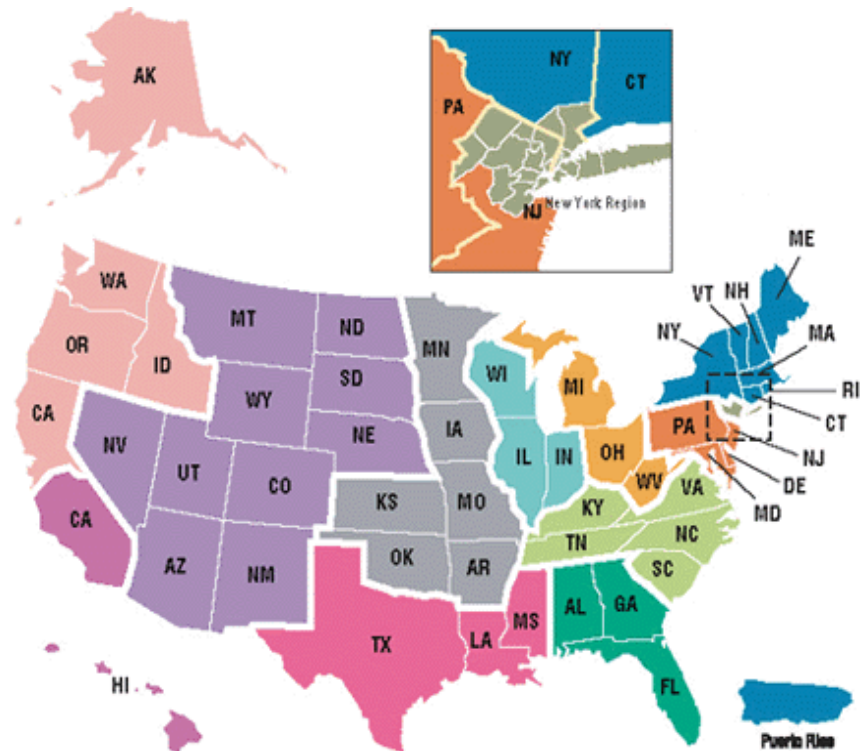 AK
NY
CT
PA
NJ
New York Region
ME
NH
VT
WA
MT
ND
NY
MA
OR
ID
MN
WI
MI
SD
RI
WY
CA
IA
PA
CT
NV
NE
OH
NJ
IL
IN
UT
WV
CO
VA
DE
KS
MO
KY
MD
CA
NC
TN
OK
AZ
AR
SC
NM
MS
AL
GA
TX
LA
HI
FL
Puerto Rico